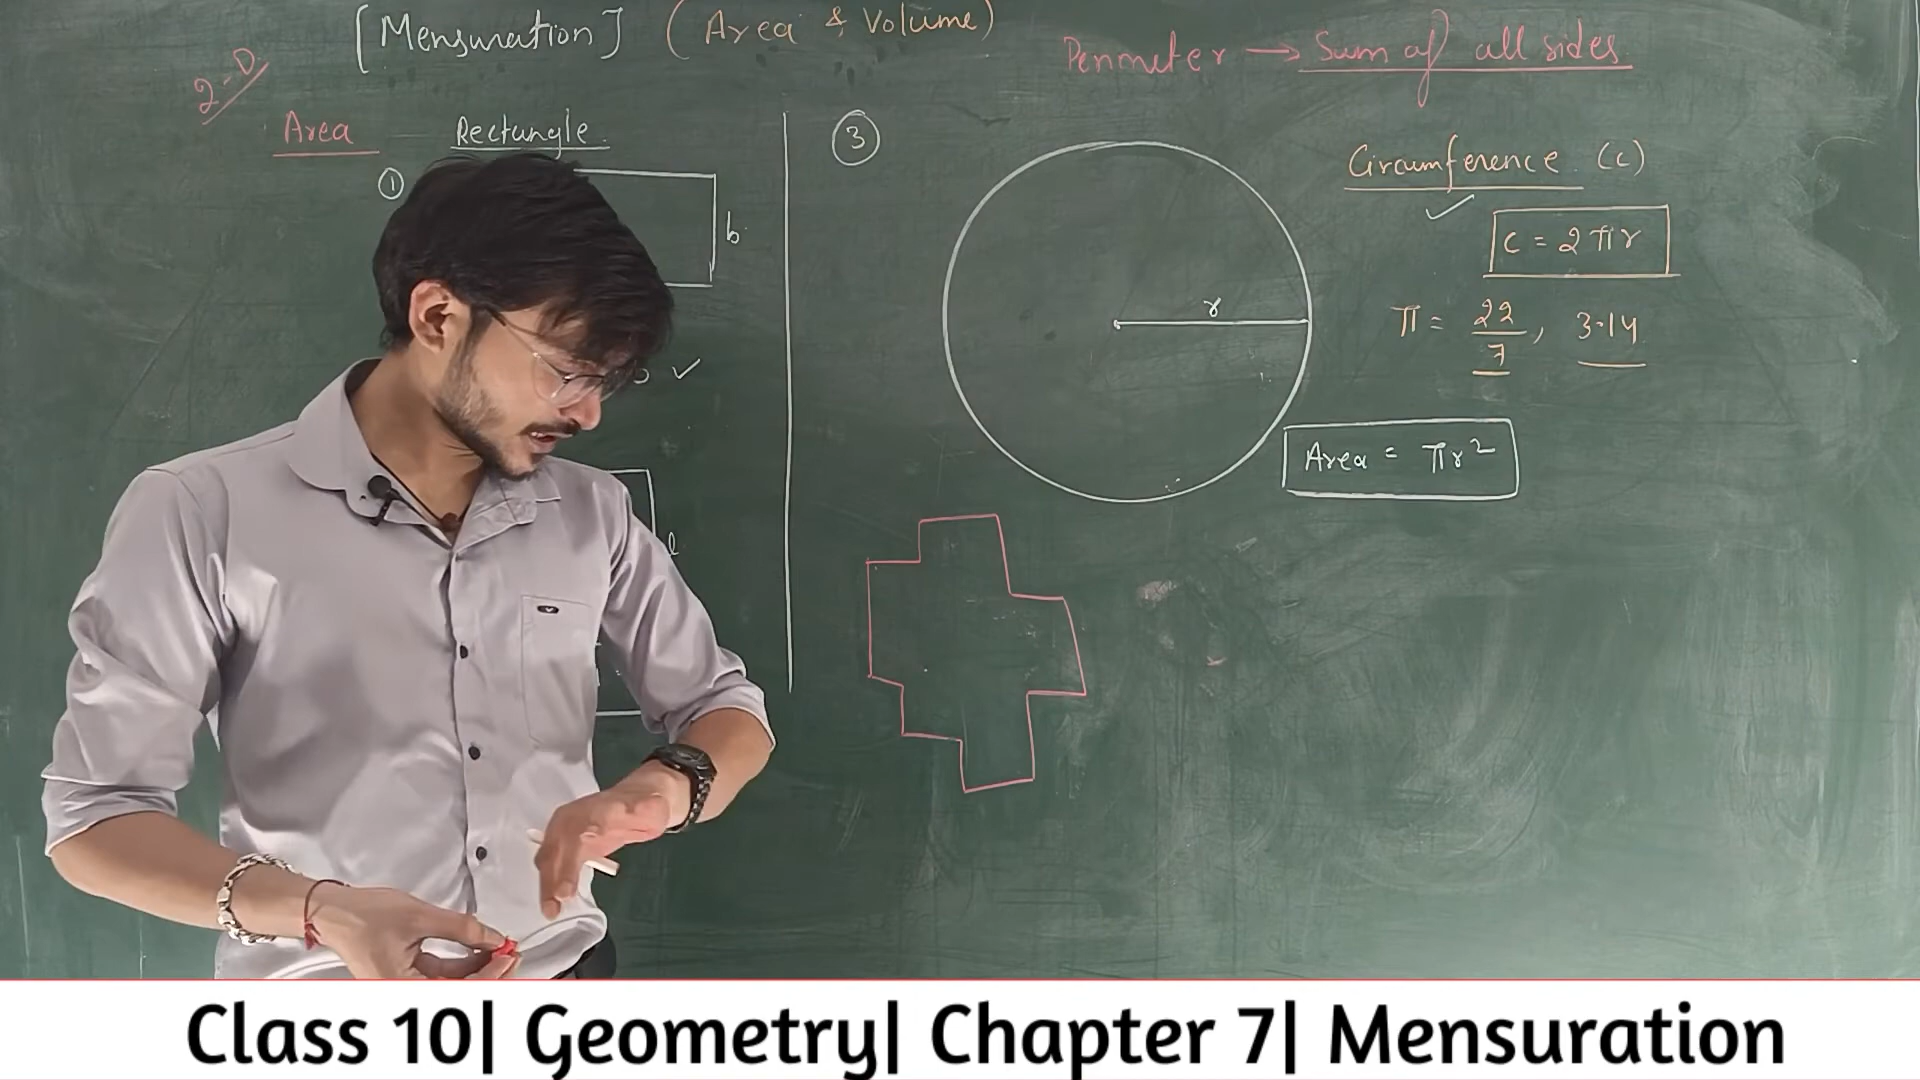 [Mensuration] (Area & Volume)
Perimeter → Sum of all sides
2-D
Area Rectangle
①
b
l
③
r
Circumference (c)
c = 2πr
π = 22/7, 3.14
Area = πr²
Class 10| Geometry| Chapter 7| Mensuration